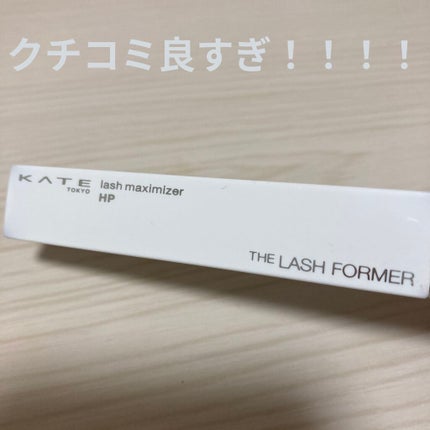 クチコミ良すぎ！！！！
KATE
TOKYO
lash maximizer
HP
THE LASH FORMER